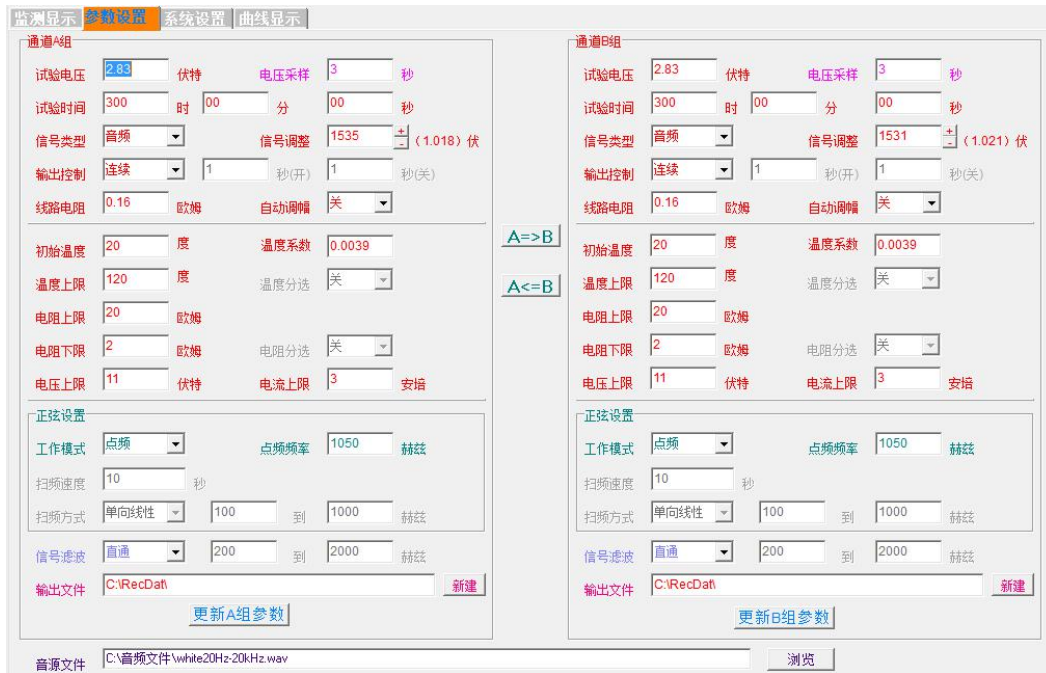 监测显示 参数设置 系统设置 曲线显示
通道A组
试验电压 2.83 伏特 电压采样 3 秒
试验时间 300 时 00 分 00 秒
信号类型 音频 信号调整 1535 + - (1.018) 伏
输出控制 连续 1 秒(开) 1 秒(关)
线路电阻 0.16 欧姆 自动调幅 关
初始温度 20 度 温度系数 0.0039
温度上限 120 度 温度分选 关
电阻上限 20 欧姆
电阻下限 2 欧姆 电阻分选 关
电压上限 11 伏特 电流上限 3 安培
正弦设置
工作模式 点频 点频频率 1050 赫兹
扫频速度 10 秒
扫频方式 单向线性 100 到 1000 赫兹
信号滤波 直通 200 到 2000 赫兹
输出文件 C:\RecDat\ 新建
更新A组参数
A=>B
A<=B
通道B组
试验电压 2.83 伏特 电压采样 3 秒
试验时间 300 时 00 分 00 秒
信号类型 音频 信号调整 1531 + - (1.021) 伏
输出控制 连续 1 秒(开) 1 秒(关)
线路电阻 0.16 欧姆 自动调幅 关
初始温度 20 度 温度系数 0.0039
温度上限 120 度 温度分选 关
电阻上限 20 欧姆
电阻下限 2 欧姆 电阻分选 关
电压上限 11 伏特 电流上限 3 安培
正弦设置
工作模式 点频 点频频率 1050 赫兹
扫频速度 10 秒
扫频方式 单向线性 100 到 1000 赫兹
信号滤波 直通 200 到 2000 赫兹
输出文件 C:\RecDat\ 新建
更新B组参数
音源文件 C:\音频文件\white20Hz-20kHz.wav 浏览